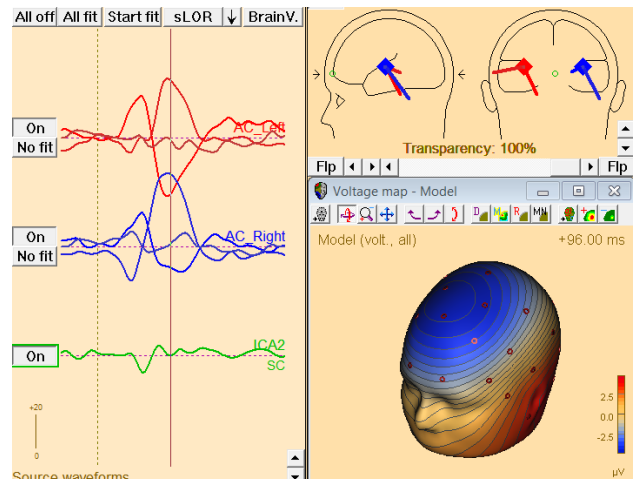 All off All fit Start fit sLOR ↓ BrainV.
On
No fit
AC_Left
On
No fit
AC_Right
On
ICA2
SC
+20
0
Source waveforms
Transparency: 100%
Flp Flp
Voltage map - Model
D M R MN
Model (volt., all) +96.00 ms
2.5
0.0
-2.5
µV